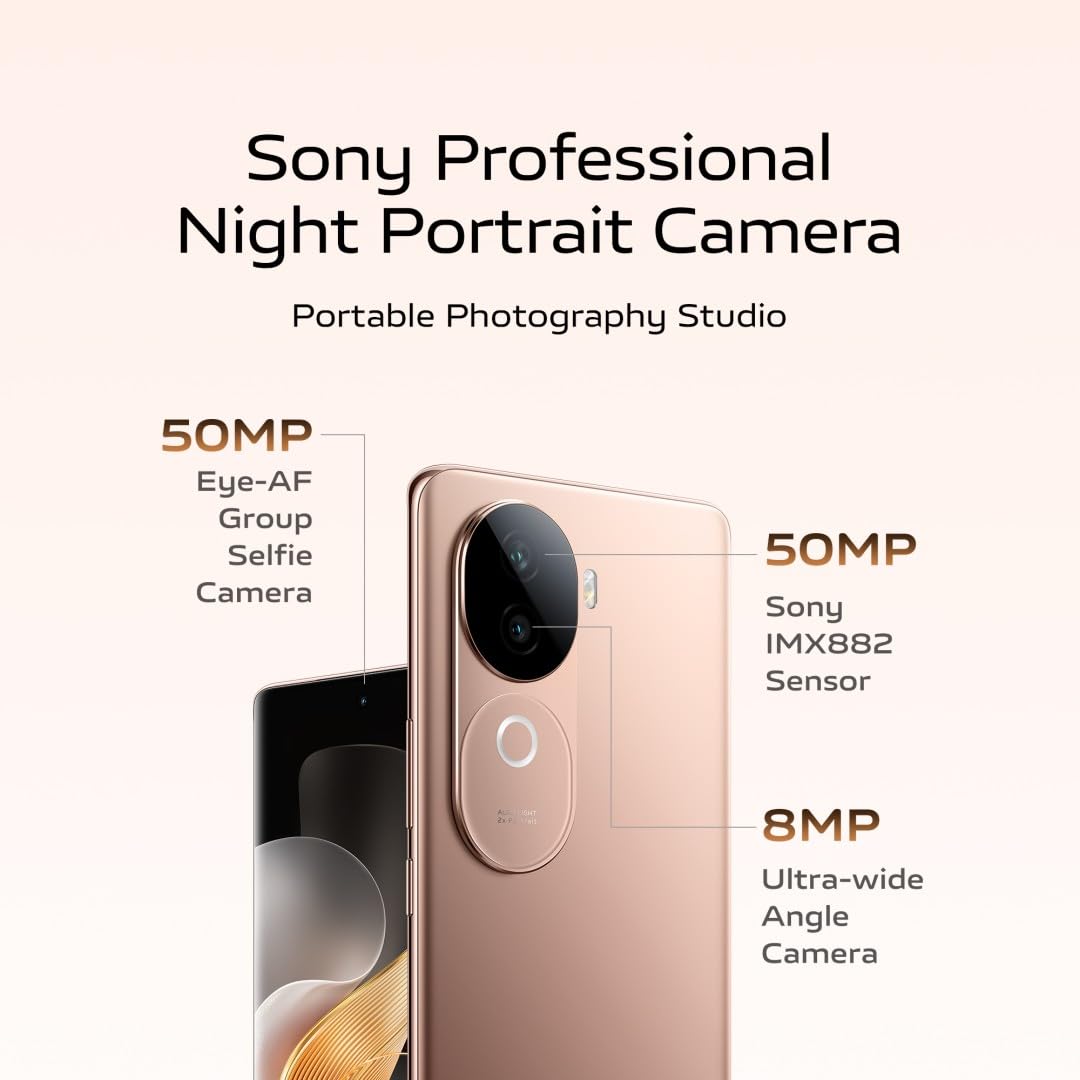 Sony Professional
Night Portrait Camera
Portable Photography Studio
50MP
Eye-AF
Group
Selfie
Camera
50MP
Sony
IMX882
Sensor
8MP
Ultra-wide
Angle
Camera